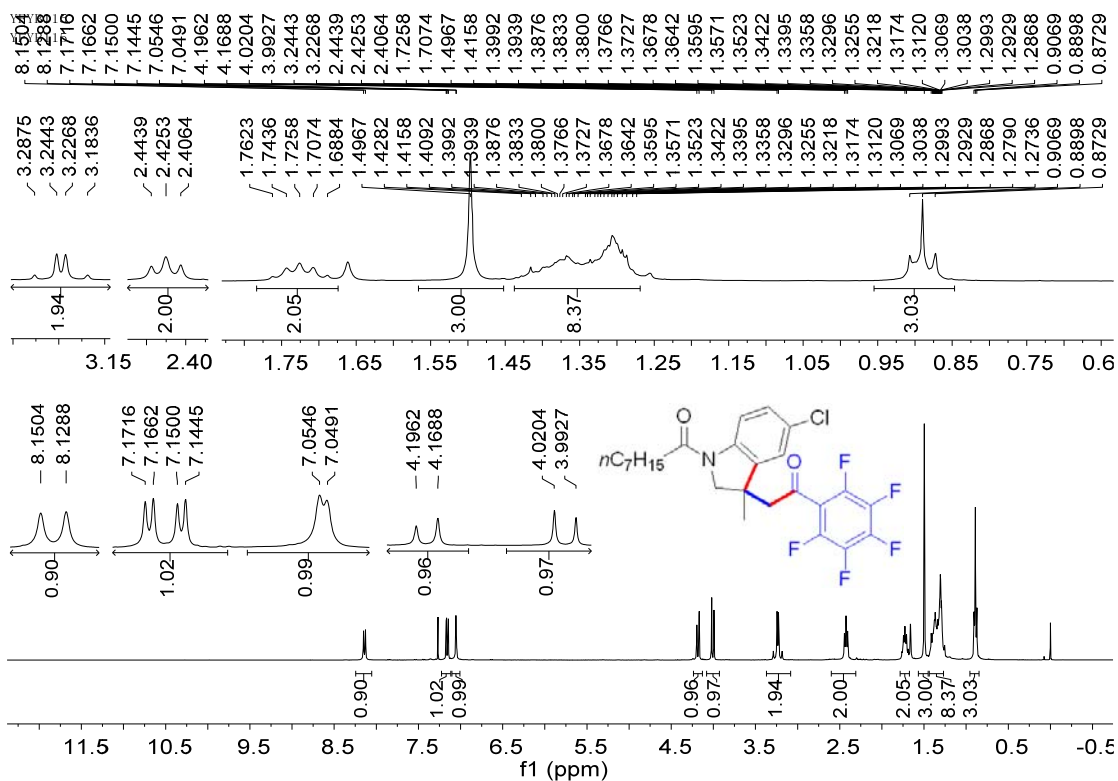 8.1504 8.1288 7.1716 7.1662 7.1500 7.1445 7.0546 7.0491 4.1962 4.1688 4.0204 3.9927 3.2443 3.2268 2.4439 2.4253 2.4064 1.7258 1.7074 1.4967 1.4158 1.3992 1.3939 1.3876 1.3833 1.3800 1.3766 1.3727 1.3678 1.3642 1.3595 1.3571 1.3523 1.3422 1.3395 1.3358 1.3296 1.3255 1.3218 1.3174 1.3120 1.3069 1.3038 1.2993 1.2929 1.2868 0.9069 0.8898 0.8729
3.2875 3.2443 3.2268 3.1836 2.4439 2.4253 2.4064 1.7623 1.7436 1.7258 1.7074 1.6884 1.4967 1.4282 1.4158 1.4092 1.3992 1.3939 1.3876 1.3833 1.3800 1.3766 1.3727 1.3678 1.3642 1.3595 1.3571 1.3523 1.3422 1.3395 1.3358 1.3296 1.3255 1.3218 1.3174 1.3120 1.3069 1.3038 1.2993 1.2929 1.2868 1.2790 1.2736 0.9069 0.8898 0.8729
1.94 2.00 2.05 3.00 8.37 3.03
3.15 2.40 1.75 1.65 1.55 1.45 1.35 1.25 1.15 1.05 0.95 0.85 0.75 0.6
8.1504 8.1288 7.1716 7.1662 7.1500 7.1445 7.0546 7.0491 4.1962 4.1688 4.0204 3.9927
O Cl
nC7H15 N O F F
F F F
0.90 1.02 0.99 0.96 0.97
0.90 1.02 0.99 0.96 0.97 1.94 2.00 2.05 3.00 8.37 3.03
11.5 10.5 9.5 8.5 7.5 6.5 5.5 4.5 3.5 2.5 1.5 0.5 -0.5
f1 (ppm)